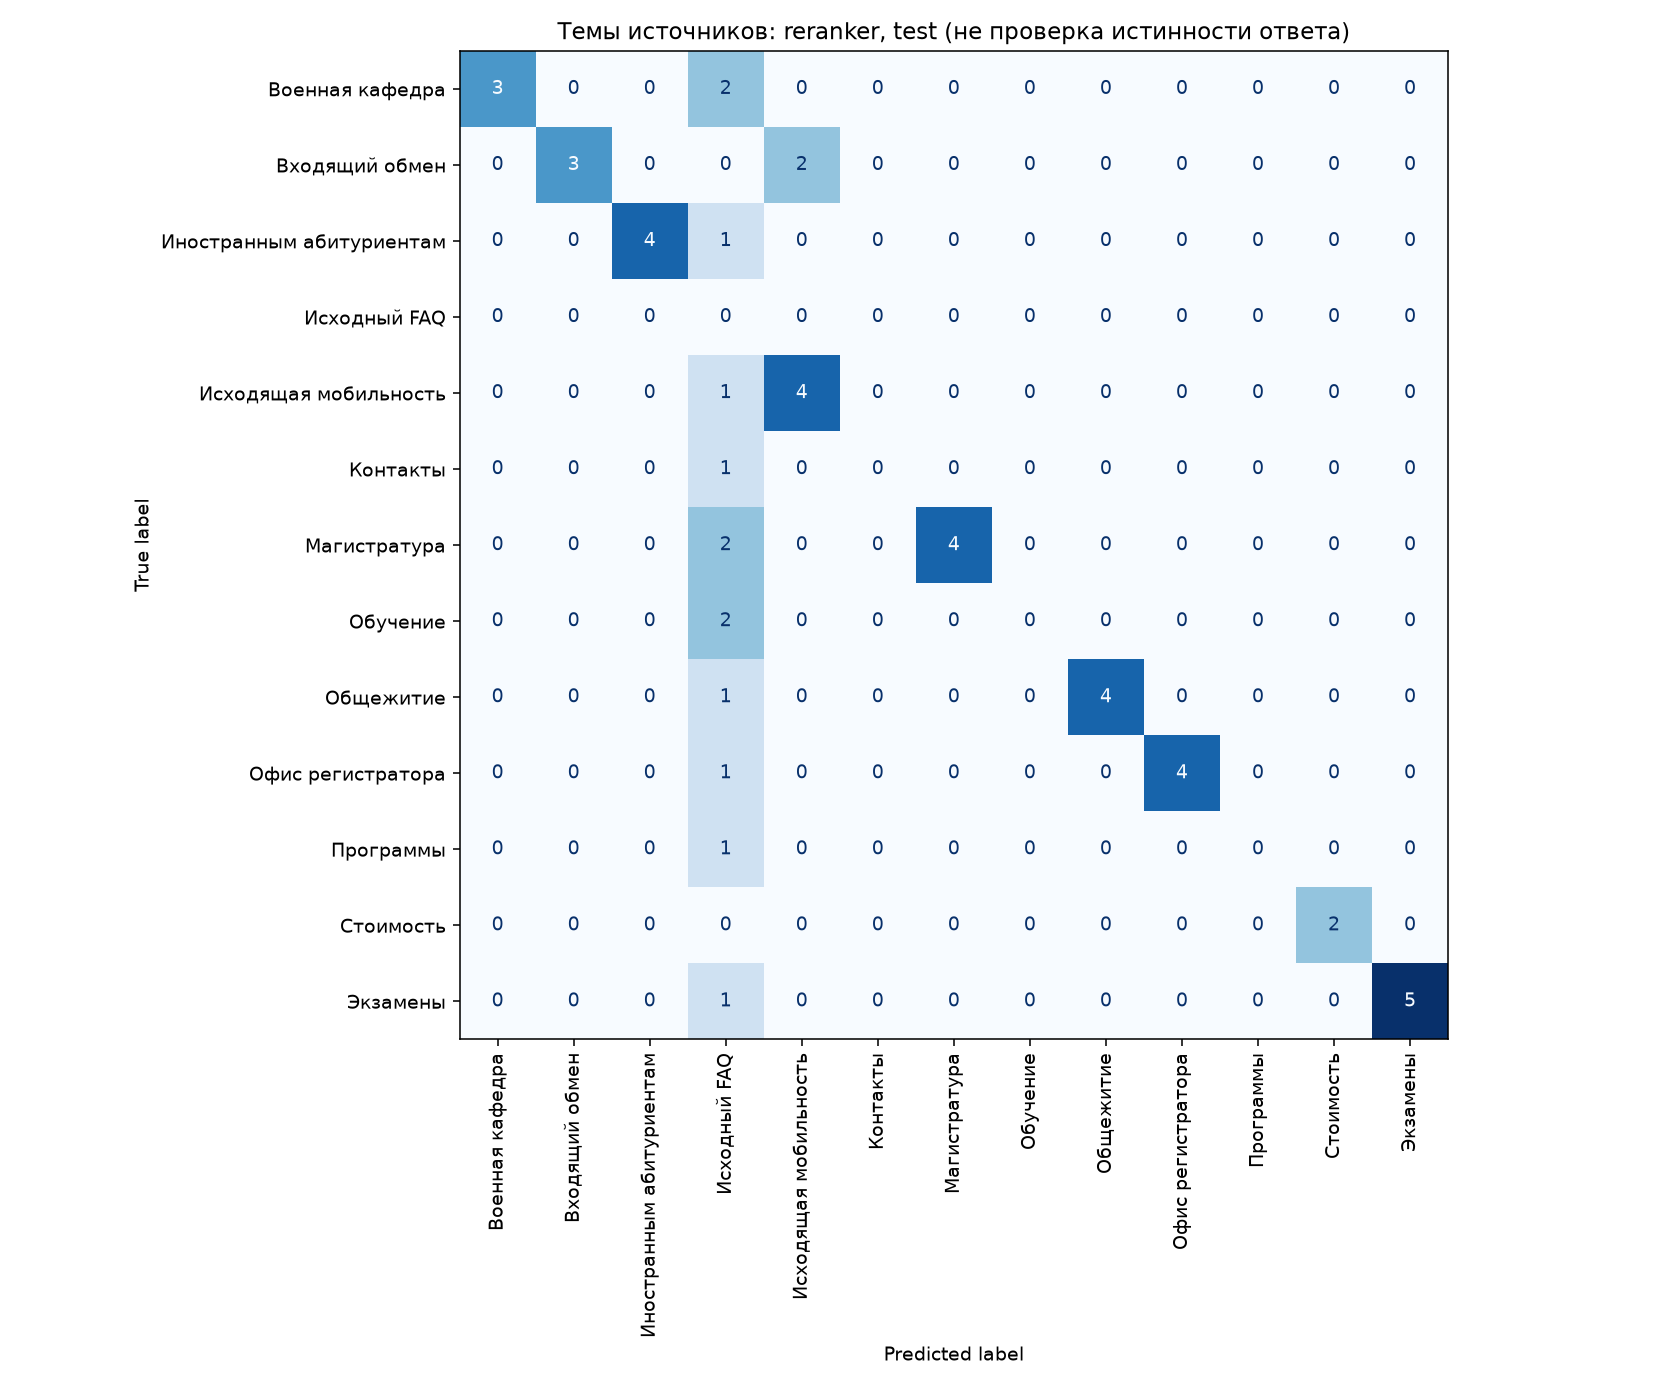 Темы источников: reranker, test (не проверка истинности ответа)
True label
Военная кафедра 3 0 0 2 0 0 0 0 0 0 0 0 0
Входящий обмен 0 3 0 0 2 0 0 0 0 0 0 0 0
Иностранным абитуриентам 0 0 4 1 0 0 0 0 0 0 0 0 0
Исходный FAQ 0 0 0 0 0 0 0 0 0 0 0 0 0
Исходящая мобильность 0 0 0 1 4 0 0 0 0 0 0 0 0
Контакты 0 0 0 1 0 0 0 0 0 0 0 0 0
Магистратура 0 0 0 2 0 0 4 0 0 0 0 0 0
Обучение 0 0 0 2 0 0 0 0 0 0 0 0 0
Общежитие 0 0 0 1 0 0 0 0 4 0 0 0 0
Офис регистратора 0 0 0 1 0 0 0 0 0 4 0 0 0
Программы 0 0 0 1 0 0 0 0 0 0 0 0 0
Стоимость 0 0 0 0 0 0 0 0 0 0 0 2 0
Экзамены 0 0 0 1 0 0 0 0 0 0 0 0 5
Военная кафедра
Входящий обмен
Иностранным абитуриентам
Исходный FAQ
Исходящая мобильность
Контакты
Магистратура
Обучение
Общежитие
Офис регистратора
Программы
Стоимость
Экзамены
Predicted label